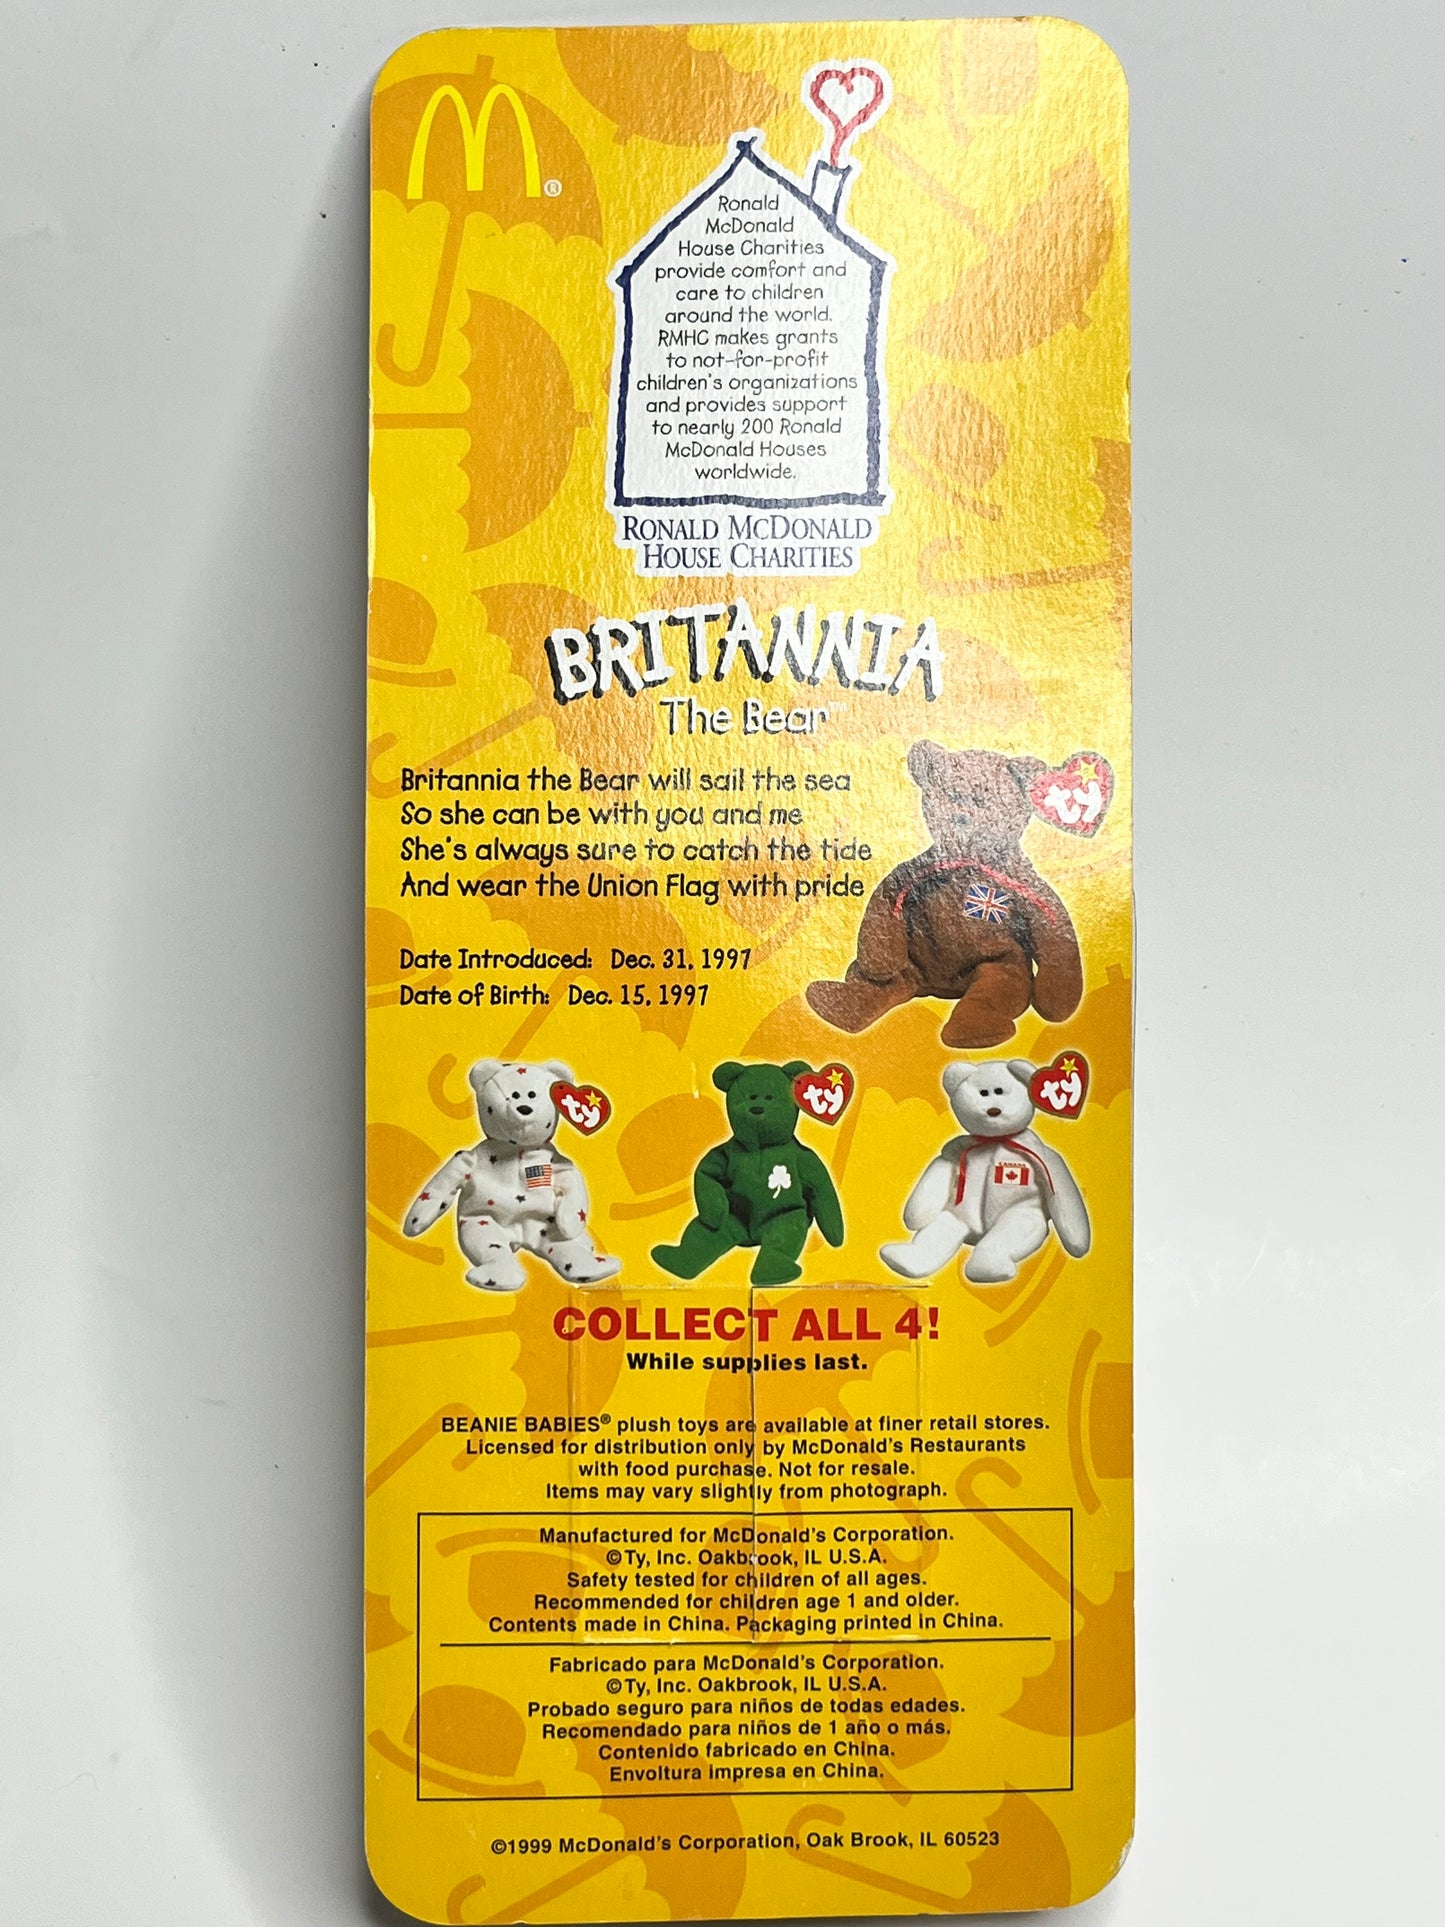 M®
Ronald
McDonald
House Charities
provide comfort and
care to children
around the world.
RMHC makes grants
to not-for-profit
children's organizations
and provides support
to nearly 200 Ronald
McDonald Houses
worldwide.
RONALD MCDONALD
HOUSE CHARITIES
BRITANNIA
The Bear™
Britannia the Bear will sail the sea
So she can be with you and me
She's always sure to catch the tide
And wear the Union Flag with pride
Date Introduced: Dec. 31, 1997
Date of Birth: Dec. 15, 1997
ty
ty
ty
ty
CANADA
COLLECT ALL 4!
While supplies last.
BEANIE BABIES® plush toys are available at finer retail stores.
Licensed for distribution only by McDonald's Restaurants
with food purchase. Not for resale.
Items may vary slightly from photograph.
Manufactured for McDonald's Corporation.
©Ty, Inc. Oakbrook, IL U.S.A.
Safety tested for children of all ages.
Recommended for children age 1 and older.
Contents made in China. Packaging printed in China.
Fabricado para McDonald's Corporation.
©Ty, Inc. Oakbrook, IL U.S.A.
Probado seguro para niños de todas edades.
Recomendado para niños de 1 año o más.
Contenido fabricado en China.
Envoltura impresa en China.
©1999 McDonald's Corporation, Oak Brook, IL 60523